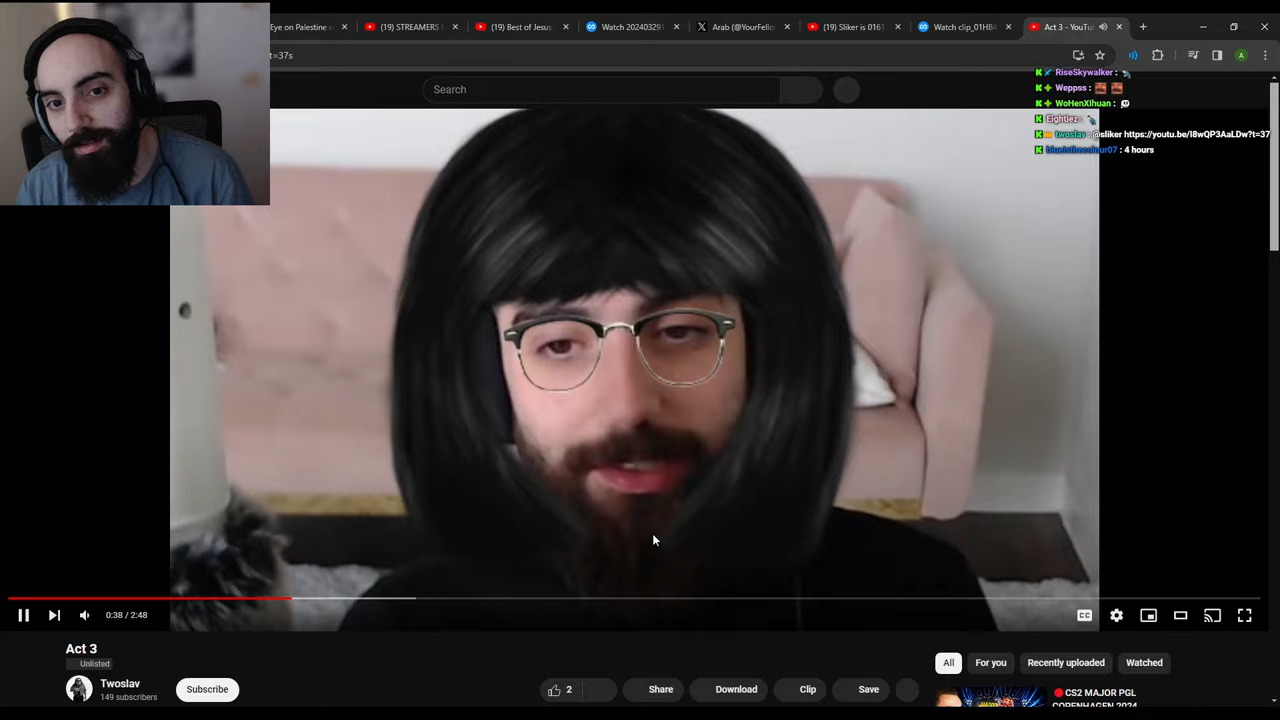 Eye on Palestine
(19) STREAMERS
(19) Best of Jesus
Watch 20240329
Arab (@YourFello
(19) Sliker is 016
Watch clip_01HB4
Act 3 - YouTu
t=37s
Search
A
RiseSkywalker :
Weppss :
WoHenXihuan :
Eightiez :
twoslav : @sliker https://youtu.be/I8wQP3AaLDw?t=37
: 4 hours
0:38 / 2:48
CC
Act 3
Unlisted
Twoslav
149 subscribers
Subscribe
2
Share
Download
Clip
Save
All
For you
Recently uploaded
Watched
CS2 MAJOR PGL
COPENHAGEN 2024